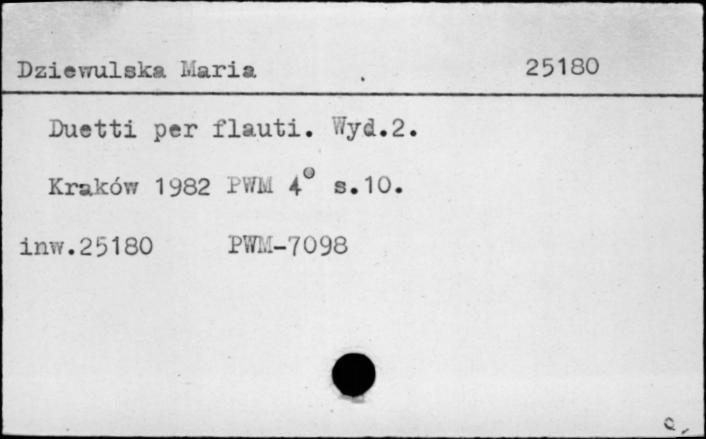 Dziewulska Maria 25180
Duetti per flauti. Wyd.2.
Kraków 1982 PWM 4° s.10.
inw.25180 PWM-7098